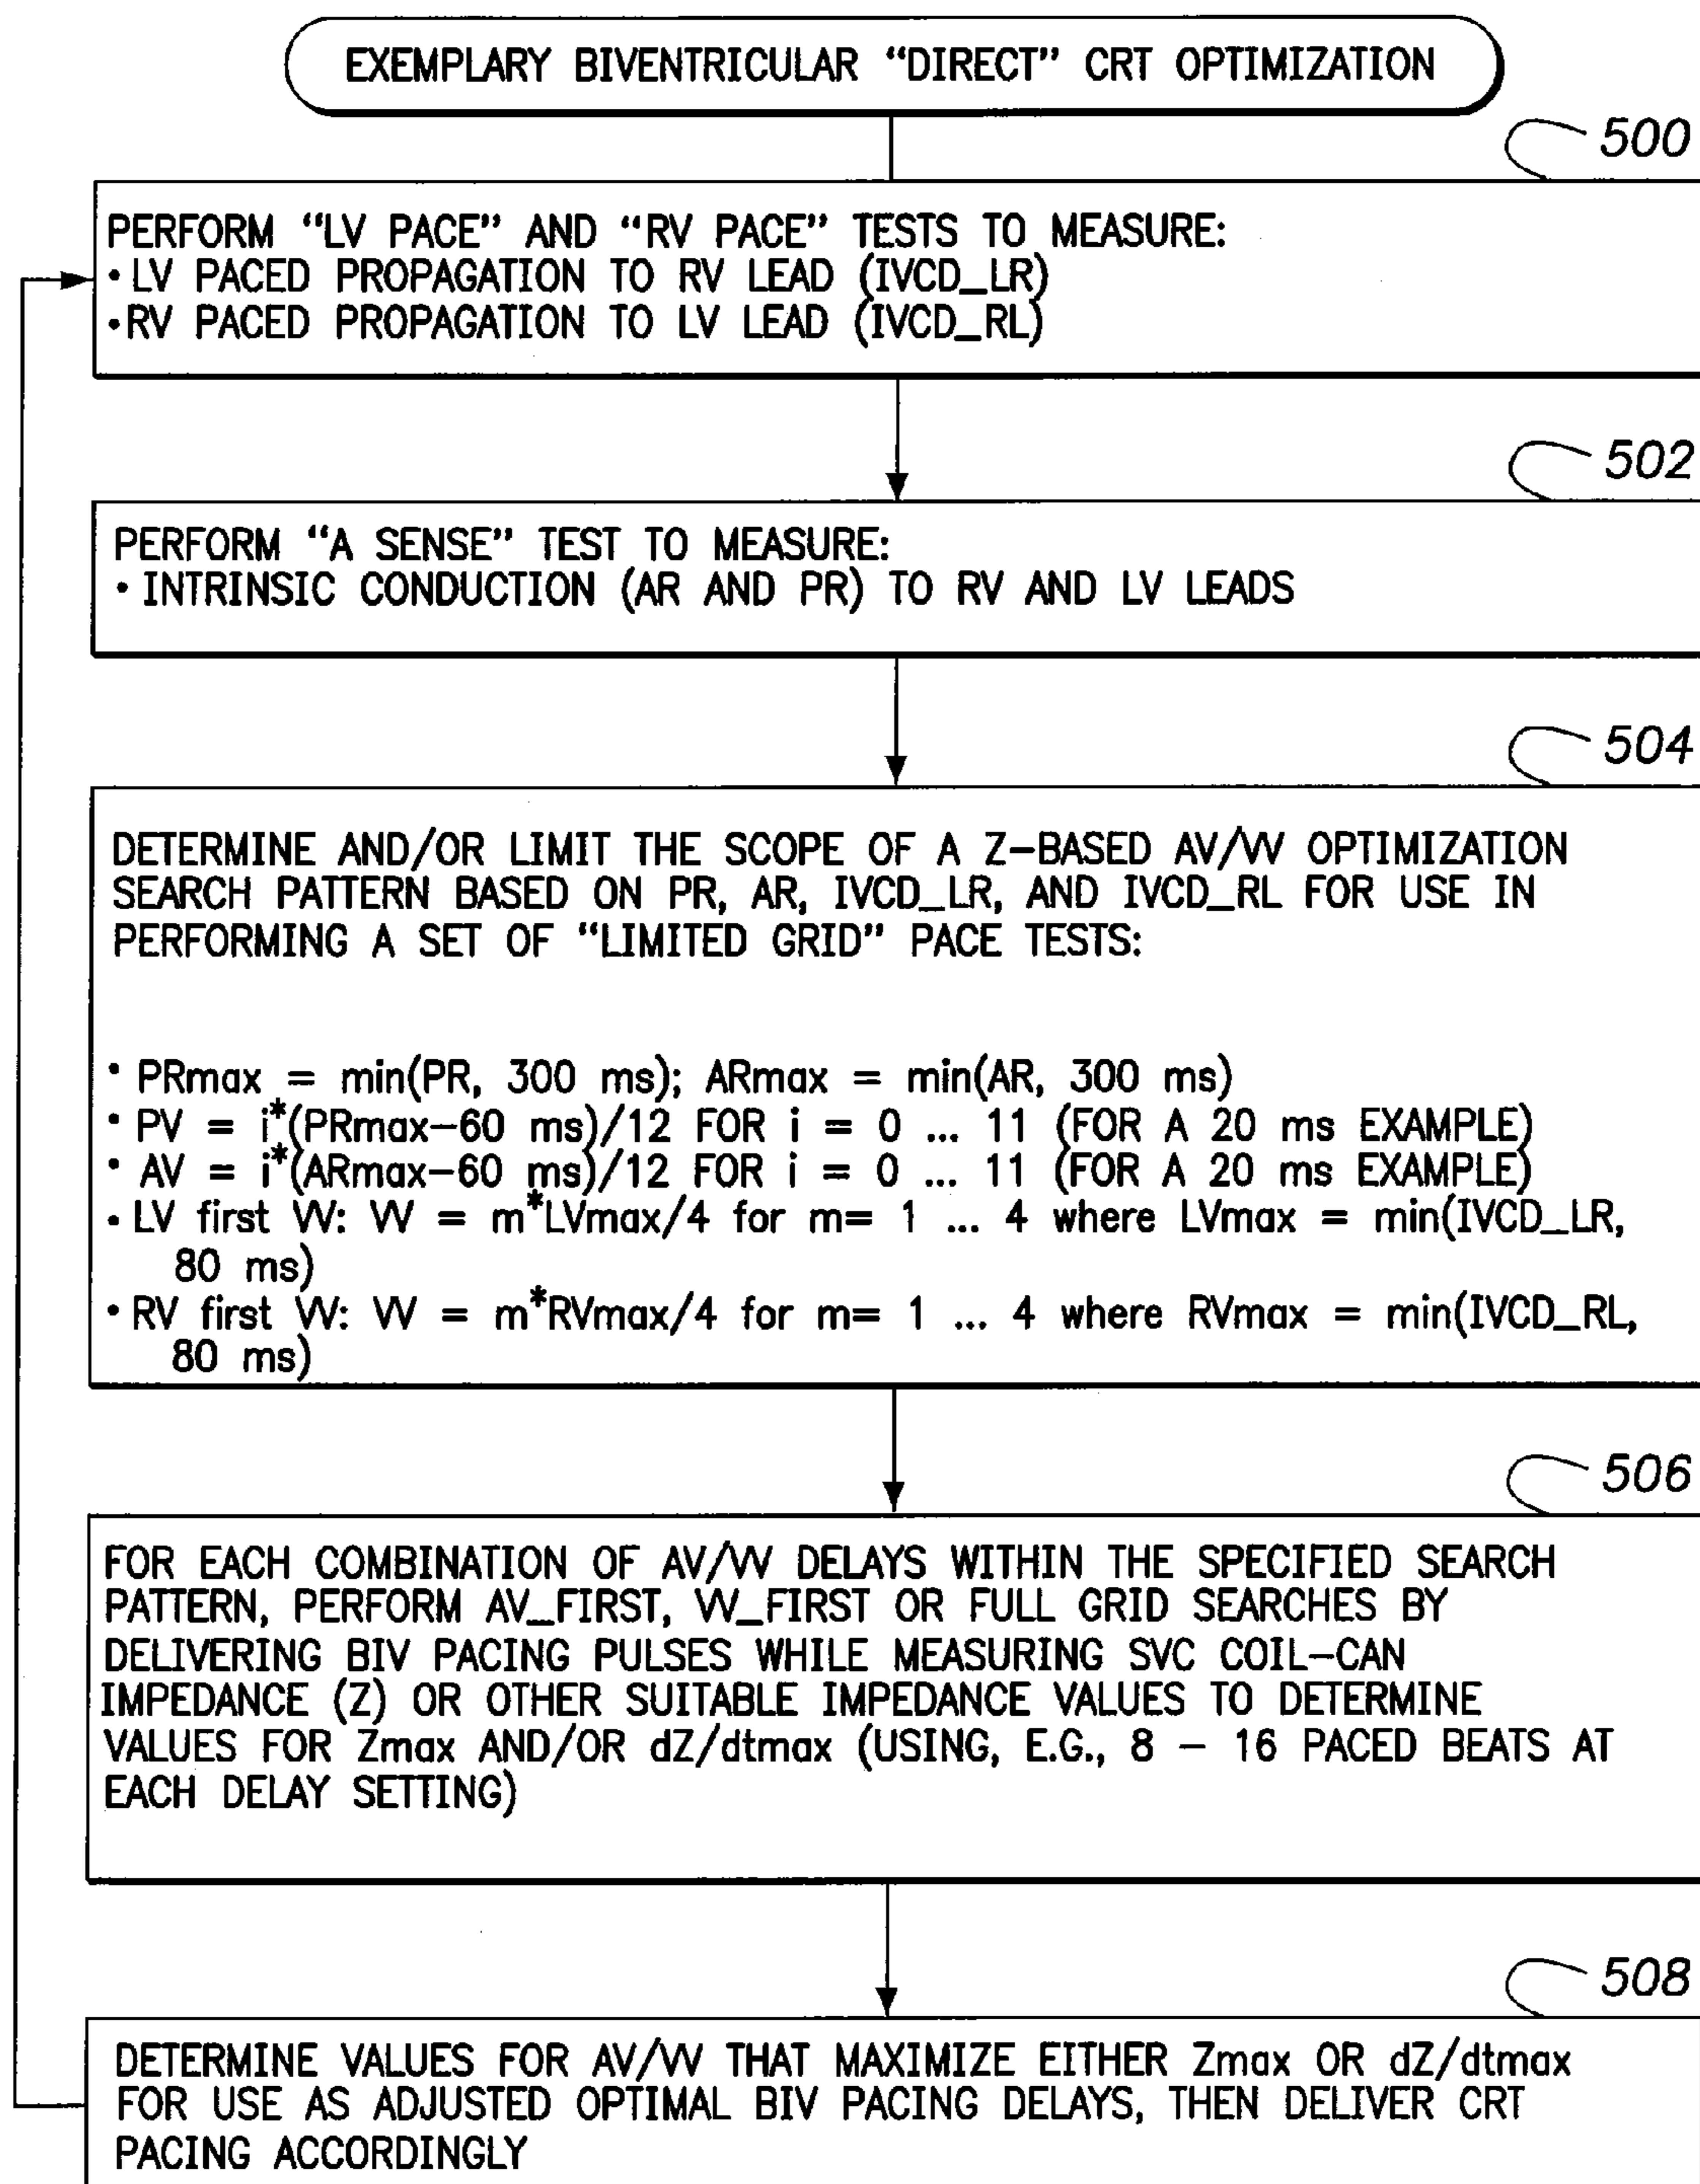 EXEMPLARY BIVENTRICULAR “DIRECT” CRT OPTIMIZATION
500
PERFORM “LV PACE” AND “RV PACE” TESTS TO MEASURE:
• LV PACED PROPAGATION TO RV LEAD (IVCD_LR)
• RV PACED PROPAGATION TO LV LEAD (IVCD_RL)
502
PERFORM “A SENSE” TEST TO MEASURE:
• INTRINSIC CONDUCTION (AR AND PR) TO RV AND LV LEADS
504
DETERMINE AND/OR LIMIT THE SCOPE OF A Z-BASED AV/VV OPTIMIZATION
SEARCH PATTERN BASED ON PR, AR, IVCD_LR, AND IVCD_RL FOR USE IN
PERFORMING A SET OF “LIMITED GRID” PACE TESTS:
• PRmax = min(PR, 300 ms); ARmax = min(AR, 300 ms)
• PV = i*(PRmax-60 ms)/12 FOR i = 0 ... 11 (FOR A 20 ms EXAMPLE)
• AV = i*(ARmax-60 ms)/12 FOR i = 0 ... 11 (FOR A 20 ms EXAMPLE)
• LV first VV: VV = m*LVmax/4 for m= 1 ... 4 where LVmax = min(IVCD_LR,
80 ms)
• RV first VV: VV = m*RVmax/4 for m= 1 ... 4 where RVmax = min(IVCD_RL,
80 ms)
506
FOR EACH COMBINATION OF AV/VV DELAYS WITHIN THE SPECIFIED SEARCH
PATTERN, PERFORM AV_FIRST, VV_FIRST OR FULL GRID SEARCHES BY
DELIVERING BIV PACING PULSES WHILE MEASURING SVC COIL-CAN
IMPEDANCE (Z) OR OTHER SUITABLE IMPEDANCE VALUES TO DETERMINE
VALUES FOR Zmax AND/OR dZ/dtmax (USING, E.G., 8 - 16 PACED BEATS AT
EACH DELAY SETTING)
508
DETERMINE VALUES FOR AV/VV THAT MAXIMIZE EITHER Zmax OR dZ/dtmax
FOR USE AS ADJUSTED OPTIMAL BIV PACING DELAYS, THEN DELIVER CRT
PACING ACCORDINGLY